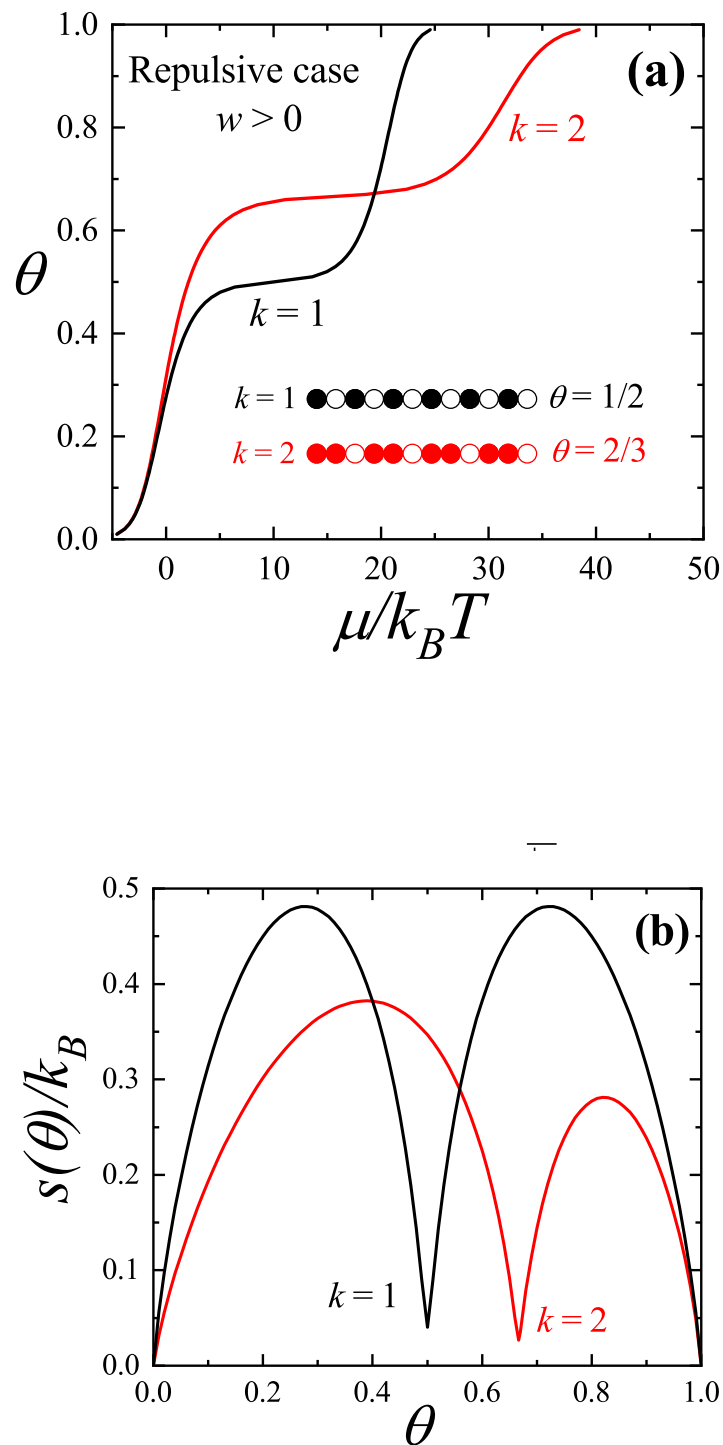 1.0
Repulsive case
(a)
w > 0
0.8
k = 2
0.6
θ
k = 1
0.4
k = 1 θ = 1/2
k = 2 θ = 2/3
0.2
0.0
0 10 20 30 40 50
μ/k_BT
0.5
(b)
0.4
s(θ)/k_B
0.3
0.2
0.1
k = 1
k = 2
0.0
0.0 0.2 0.4 0.6 0.8 1.0
θ